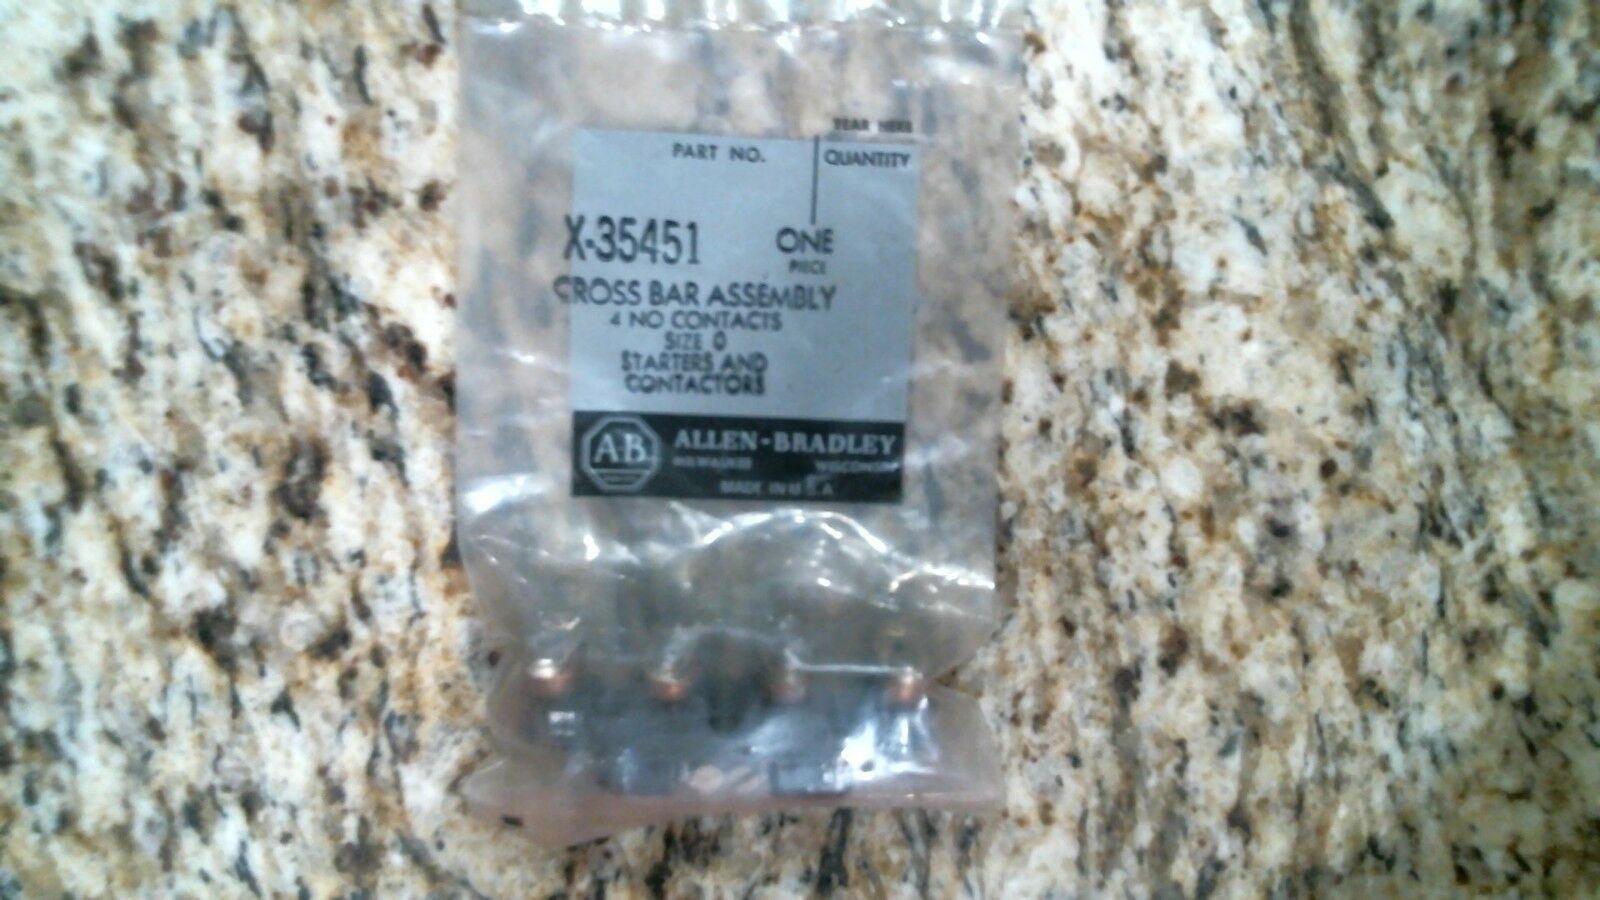 TEAR HERE
PART NO. QUANTITY
X-35451 ONE
PIECE
CROSS BAR ASSEMBLY
4 NO CONTACTS
SIZE 0
STARTERS AND
CONTACTORS
A-B ALLEN-BRADLEY
MILWAUKEE WISCONSIN
MADE IN U.S.A